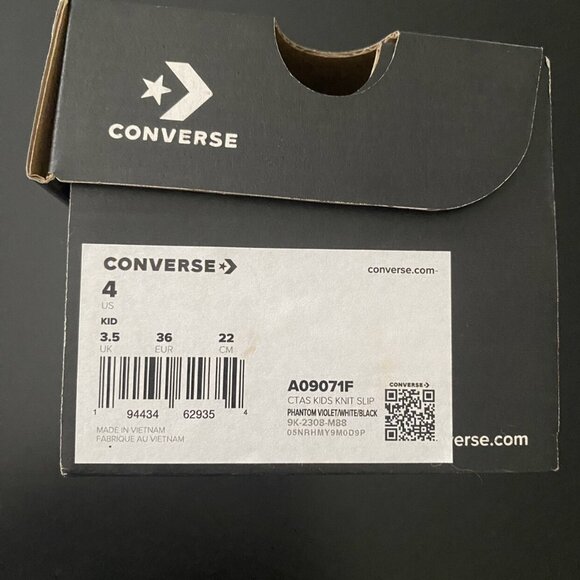 CONVERSE
CONVERSE
converse.com
4
US
KID
3.5 36 22
UK EUR CM
1 94434 62935 4
MADE IN VIETNAM
FABRIQUE AU VIETNAM
A09071F
CTAS KIDS KNIT SLIP
PHANTOM VIOLET/WHITE/BLACK
9K-2308-MB8
05NRHMY9M0D9P
CONVERSE
verse.com